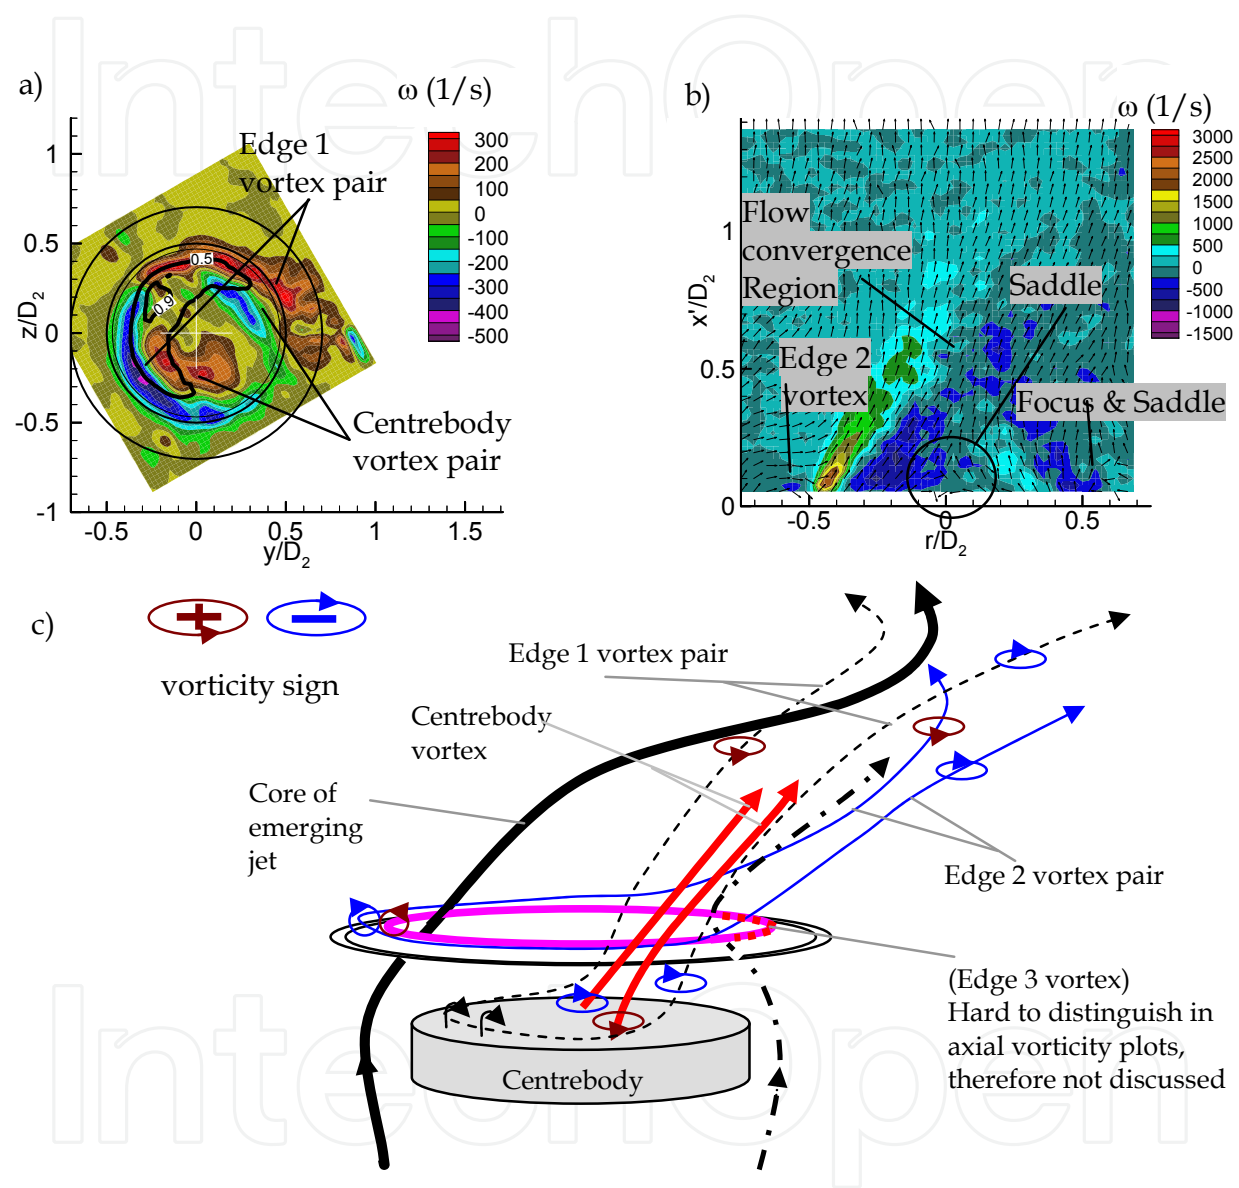 IntechOpen
a)
ω (1/s)
Edge 1
vortex pair
300
200
100
0
-100
-200
-300
-400
-500
1
0.5
0
-0.5
-1
z/D2
0.5
0.9
-0.5
0
0.5
1
1.5
y/D2
Centrebody
vortex pair
b)
ω (1/s)
3000
2500
2000
1500
1000
500
0
-500
-1000
-1500
Flow
convergence
Region
Saddle
Edge 2
vortex
Focus & Saddle
1
0.5
0
x'/D2
-0.5
0
0.5
r/D2
c)
+
−
vorticity sign
Edge 1 vortex pair
Centrebody
vortex
Core of
emerging
jet
Edge 2 vortex pair
(Edge 3 vortex)
Hard to distinguish in
axial vorticity plots,
therefore not discussed
Centrebody
IntechOpen